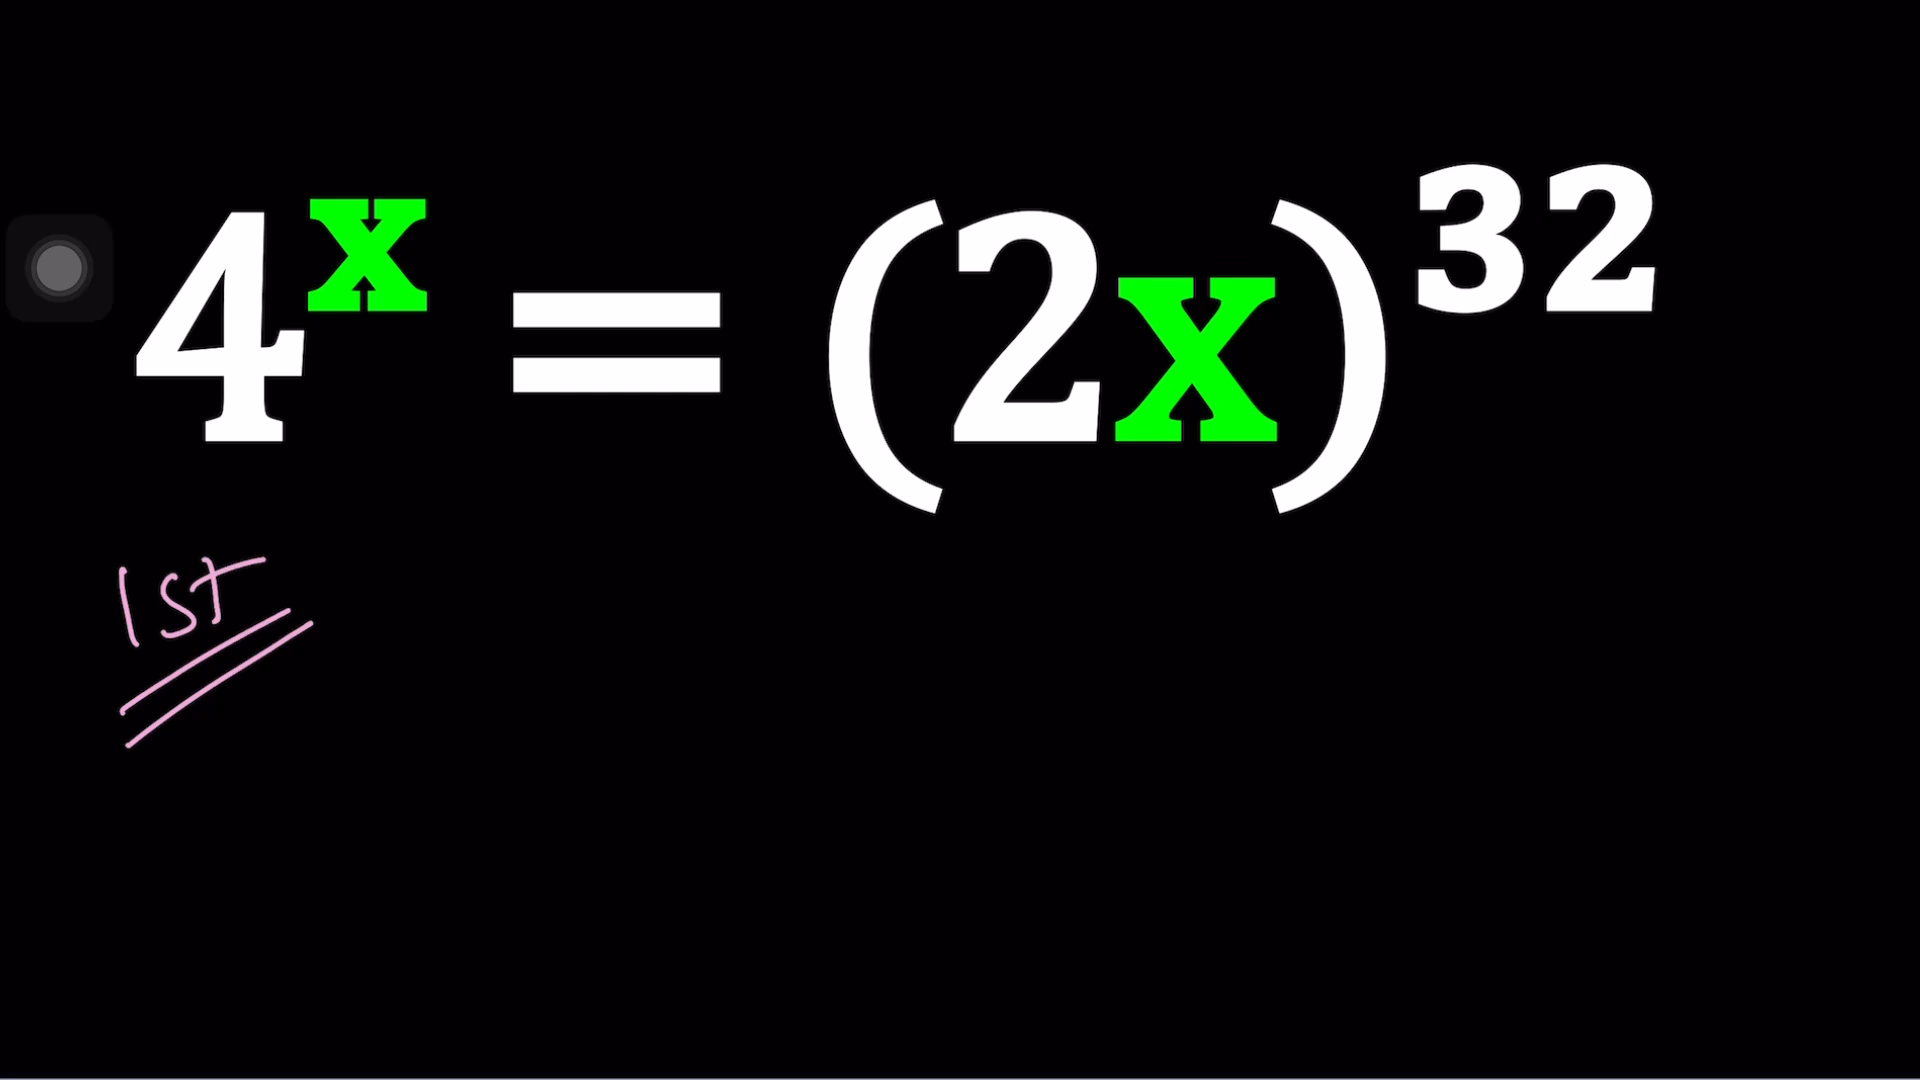 4^x = (2x)^32
1st